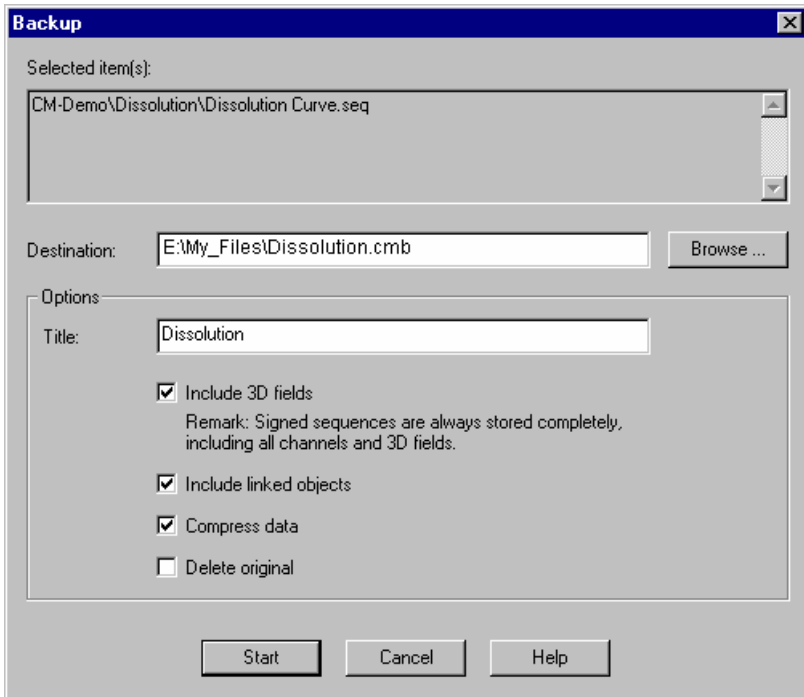 Backup
Selected item(s):
CM-Demo\Dissolution\Dissolution Curve.seq
Destination:
E:\My_Files\Dissolution.cmb
Browse ...
Options
Title:
Dissolution
Include 3D fields
Remark: Signed sequences are always stored completely,
including all channels and 3D fields.
Include linked objects
Compress data
Delete original
Start
Cancel
Help